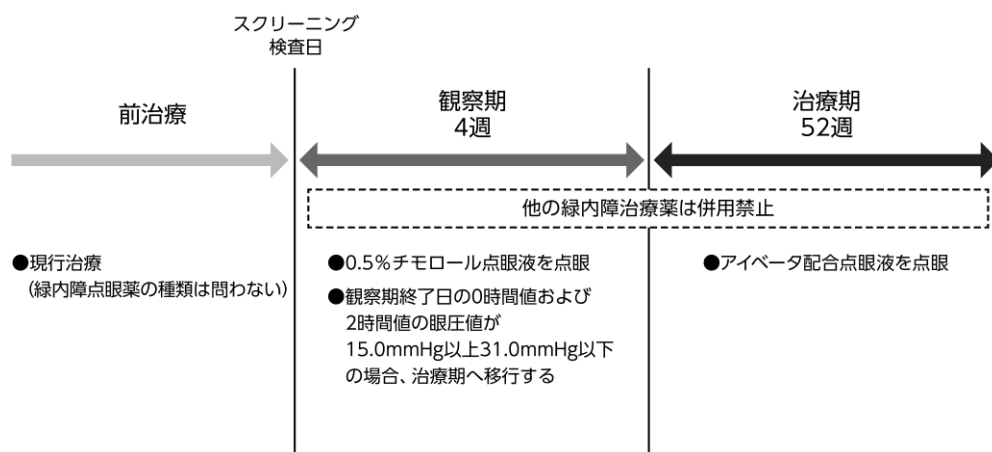 スクリーニング
検査日
前治療
観察期
4週
治療期
52週
他の緑内障治療薬は併用禁止
●現行治療
(緑内障点眼薬の種類は問わない)
●0.5%チモロール点眼液を点眼
●観察期終了日の0時間値および
2時間値の眼圧値が
15.0mmHg以上31.0mmHg以下
の場合、治療期へ移行する
●アイベータ配合点眼液を点眼